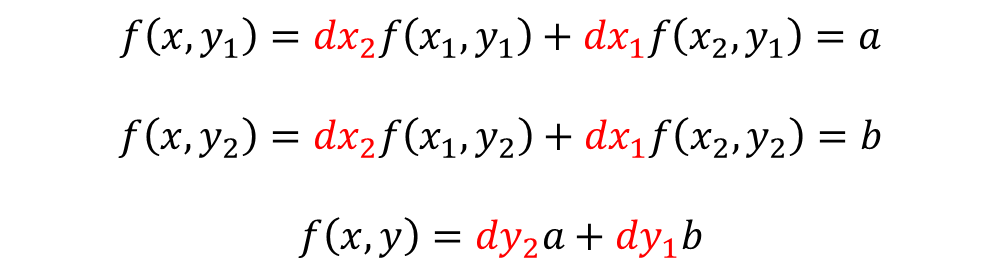 f(x, y₁) = dx₂f(x₁, y₁) + dx₁f(x₂, y₁) = a
f(x, y₂) = dx₂f(x₁, y₂) + dx₁f(x₂, y₂) = b
f(x, y) = dy₂a + dy₁b